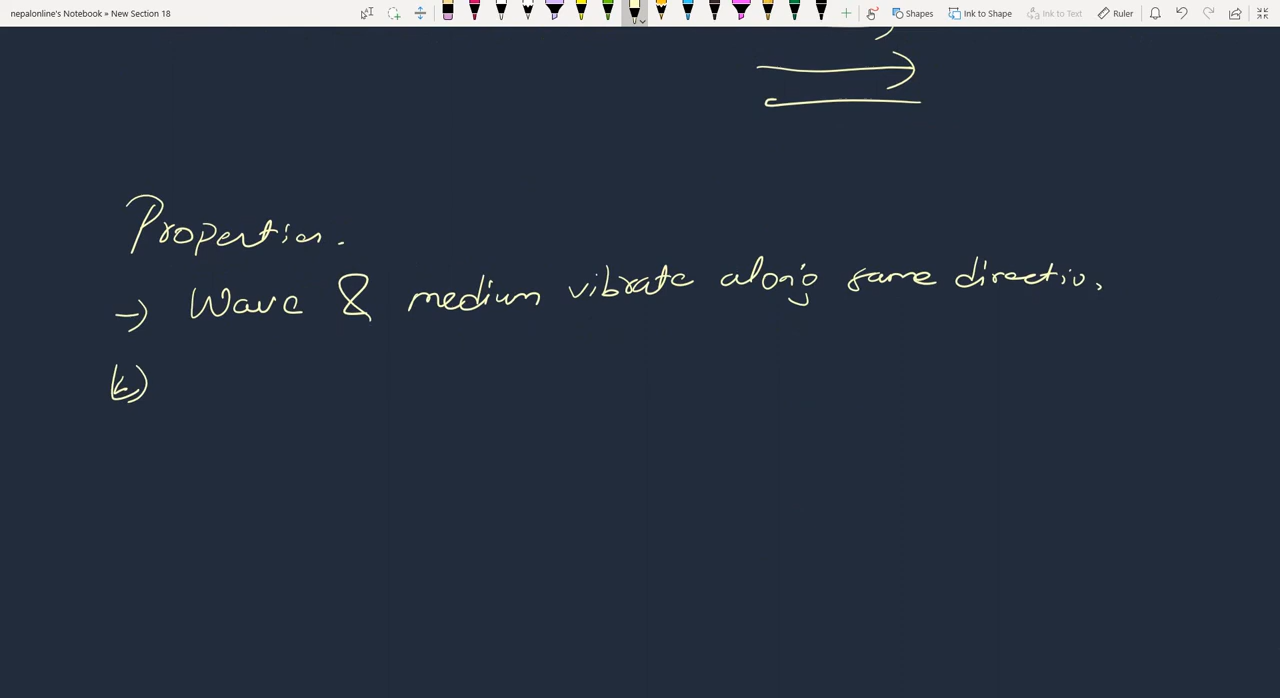 nepalonline's Notebook » New Section 18
Shapes Ink to Shape Ink to Text Ruler
Properties.
→ Wave & medium vibrate along same directio,